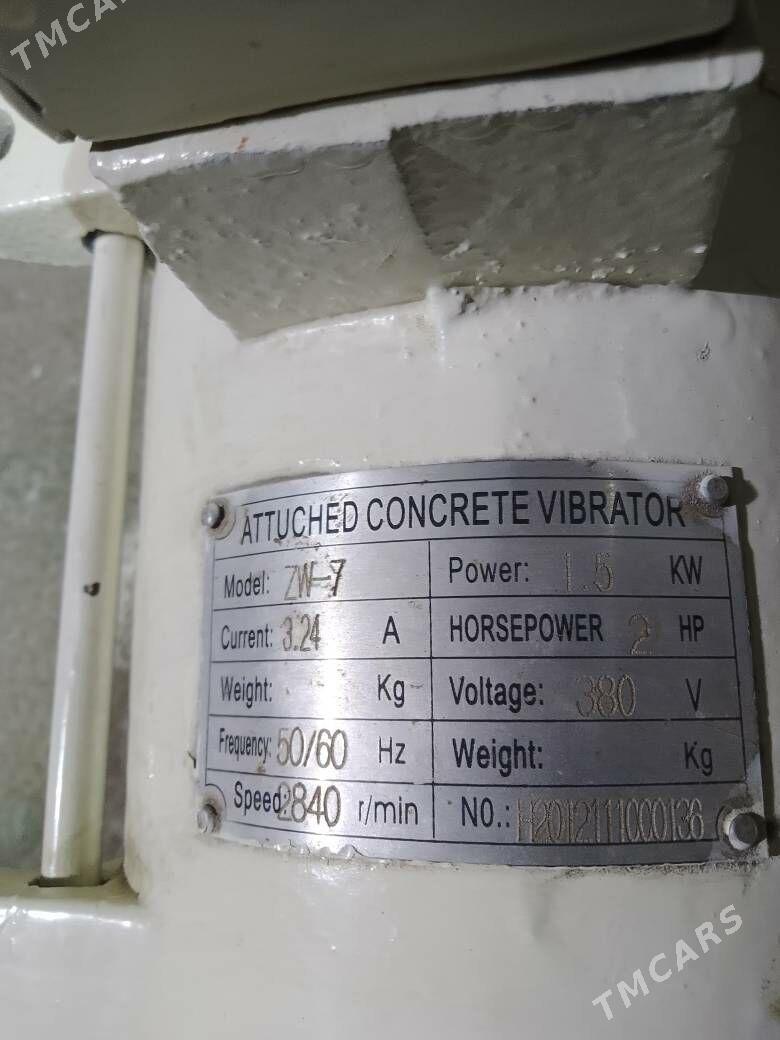 TMCARS
ATTUCHED CONCRETE VIBRATOR
Model: ZW-7 Power: 1.5 KW
Current: 3.24 A HORSEPOWER 2 HP
Weight: Kg Voltage: 380 V
Frequency: 50/60 Hz Weight: Kg
Speed: 2840 r/min NO.: H2012111000136
TMCARS